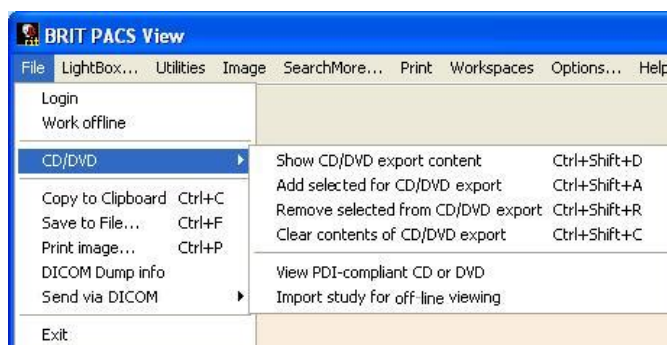 BRIT PACS View
File LightBox... Utilities Image SearchMore... Print Workspaces Options... Help
Login
Work offline
CD/DVD
Show CD/DVD export content Ctrl+Shift+D
Add selected for CD/DVD export Ctrl+Shift+A
Remove selected from CD/DVD export Ctrl+Shift+R
Clear contents of CD/DVD export Ctrl+Shift+C
View PDI-compliant CD or DVD
Import study for off-line viewing
Copy to Clipboard Ctrl+C
Save to File... Ctrl+F
Print image... Ctrl+P
DICOM Dump info
Send via DICOM
Exit